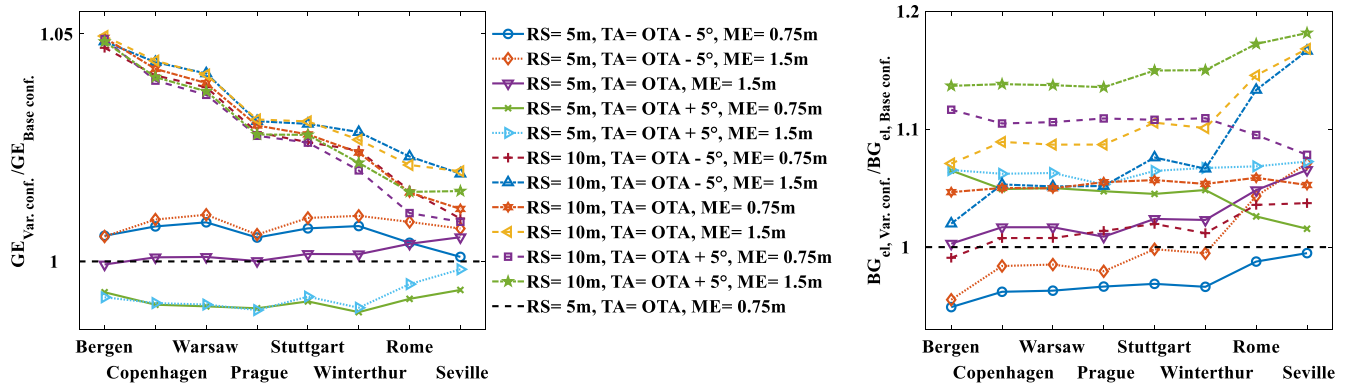 1.05
1
GE_Var. conf. /GE_Base conf.
Bergen
Copenhagen
Warsaw
Prague
Stuttgart
Winterthur
Rome
Seville
RS= 5m, TA= OTA - 5°, ME= 0.75m
RS= 5m, TA= OTA - 5°, ME= 1.5m
RS= 5m, TA= OTA, ME= 1.5m
RS= 5m, TA= OTA + 5°, ME= 0.75m
RS= 5m, TA= OTA + 5°, ME= 1.5m
RS= 10m, TA= OTA - 5°, ME= 0.75m
RS= 10m, TA= OTA - 5°, ME= 1.5m
RS= 10m, TA= OTA, ME= 0.75m
RS= 10m, TA= OTA, ME= 1.5m
RS= 10m, TA= OTA + 5°, ME= 0.75m
RS= 10m, TA= OTA + 5°, ME= 1.5m
RS= 5m, TA= OTA, ME= 0.75m
1.2
1.1
1
BG_el, Var. conf. /BG_el, Base conf.
Bergen
Copenhagen
Warsaw
Prague
Stuttgart
Winterthur
Rome
Seville